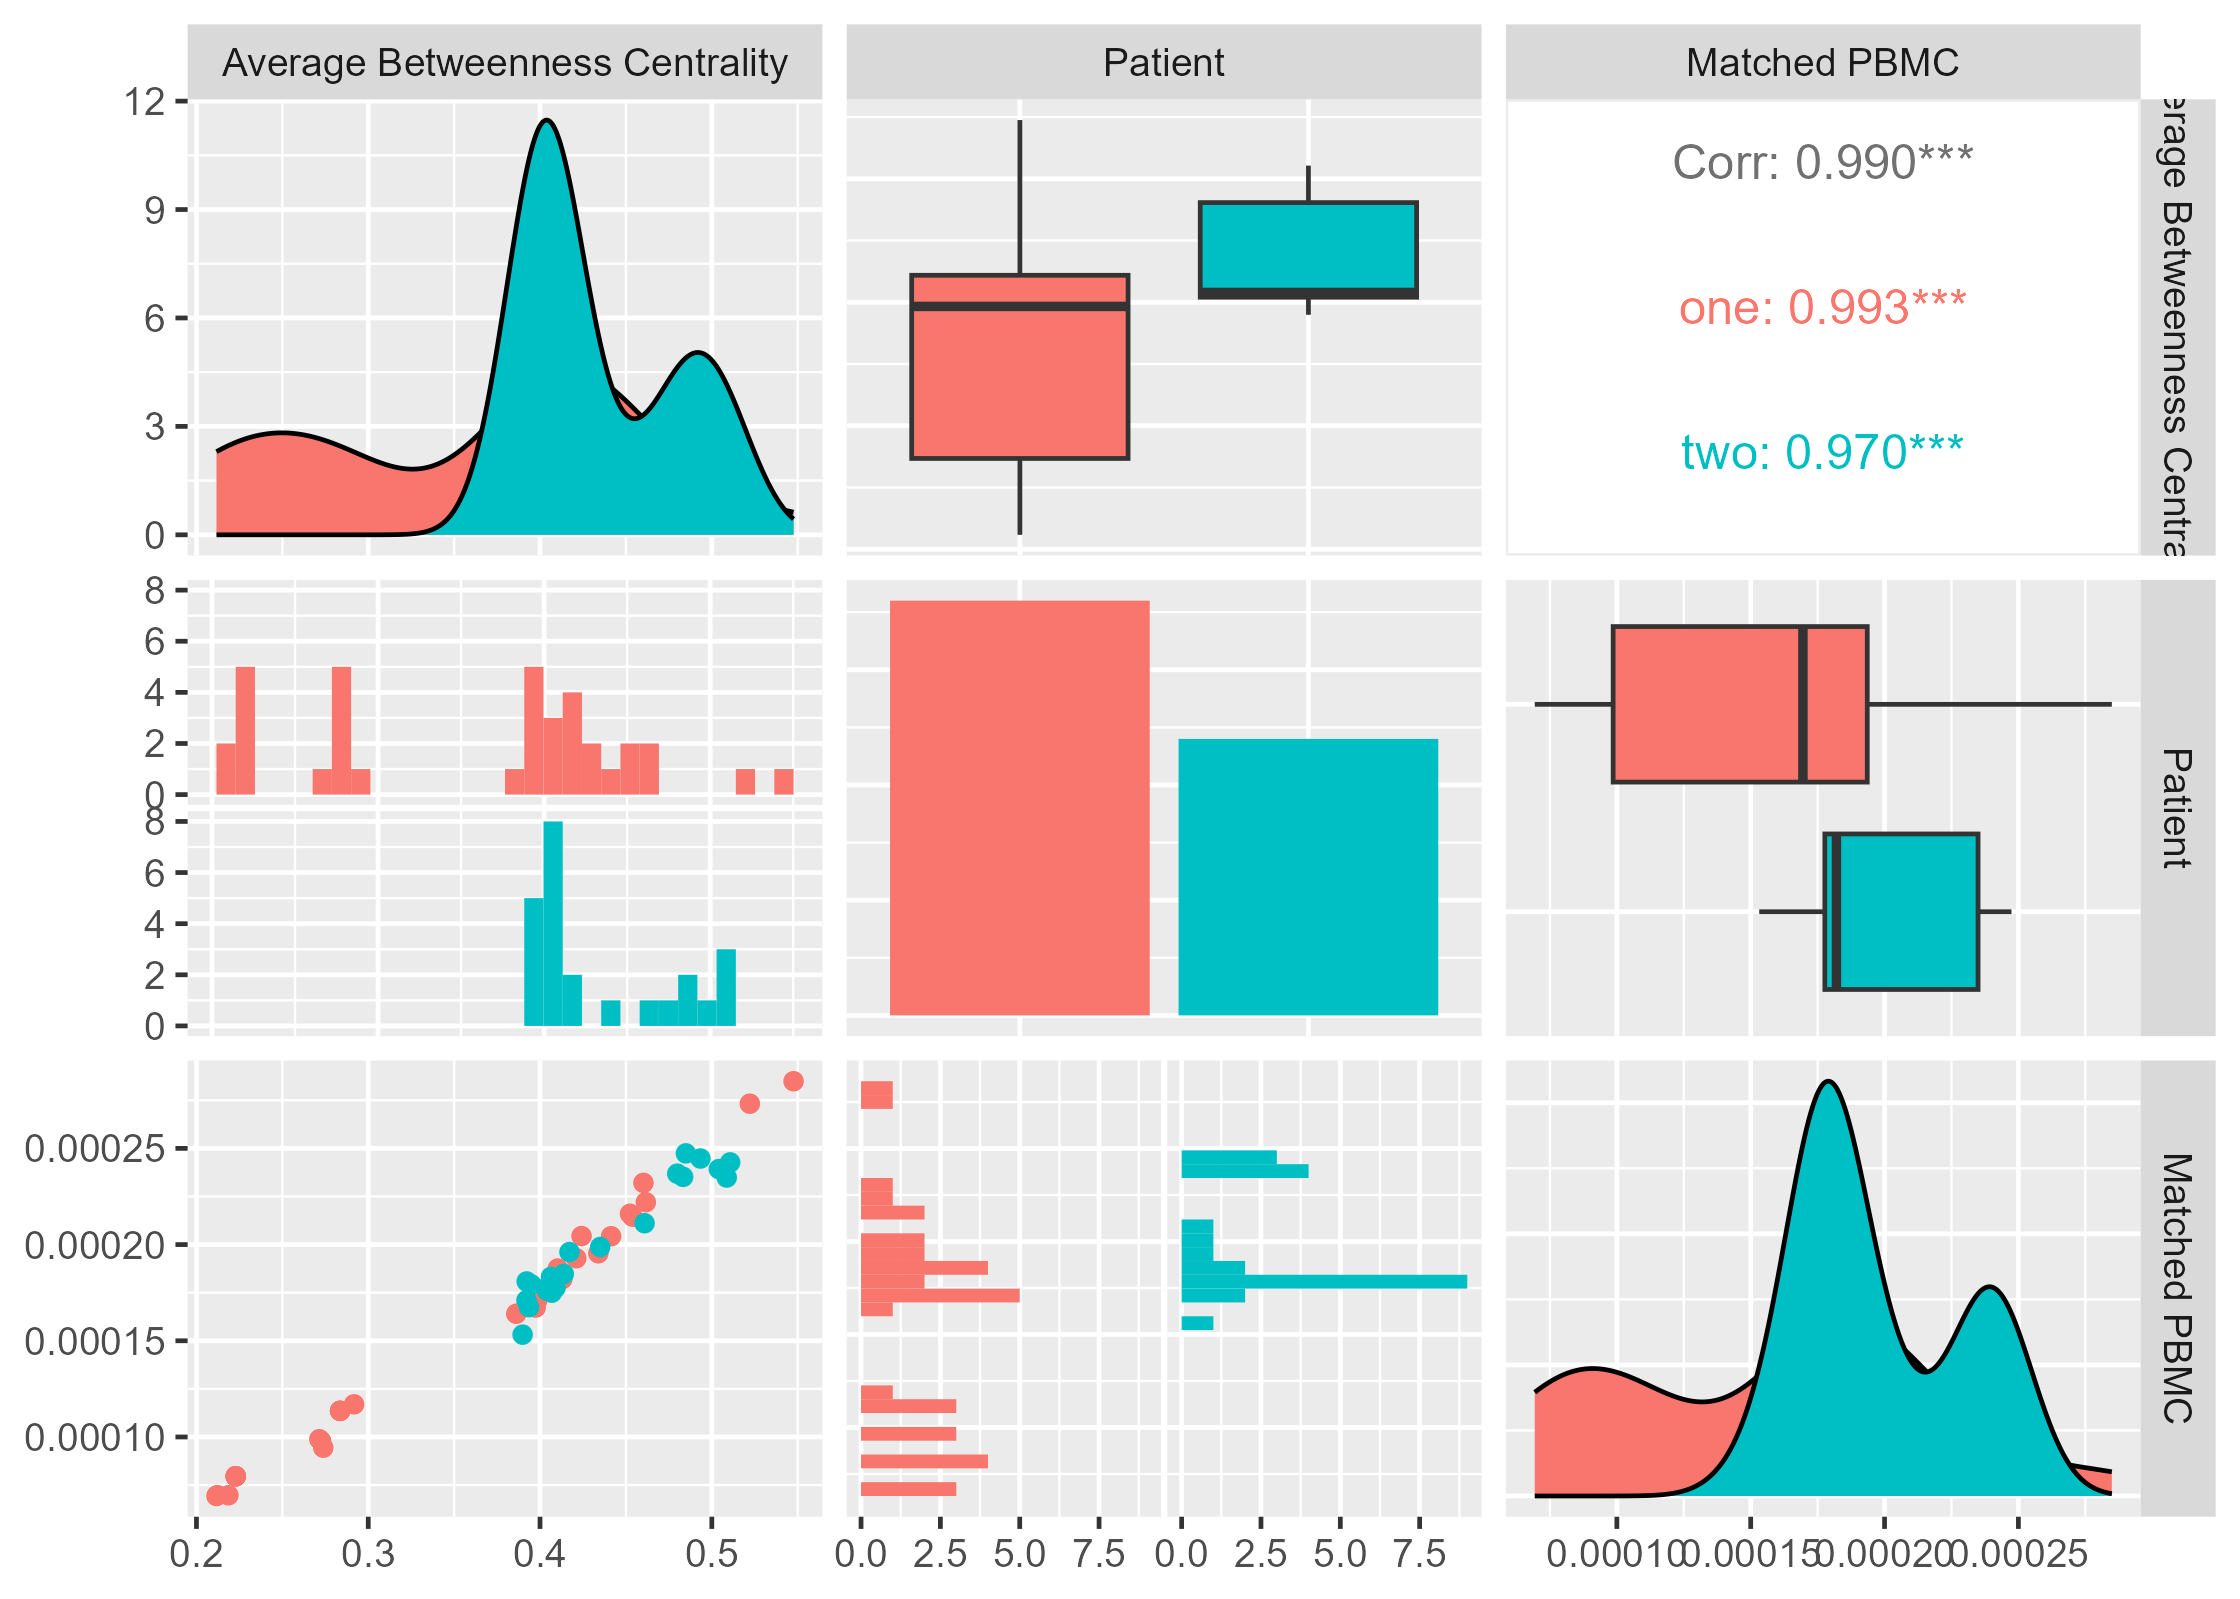 Average Betweenness Centrality
Patient
Matched PBMC
12
9
6
3
0
Corr: 0.990***
one: 0.993***
two: 0.970***
Betweenness
8
6
4
2
0
8
6
4
2
0
Patient
0.00025
0.00020
0.00015
0.00010
Matched PBMC
0.2 0.3 0.4 0.5
0.0 2.5 5.0 7.5 0.0 2.5 5.0 7.5
0.00010 0.00015 0.00020 0.00025